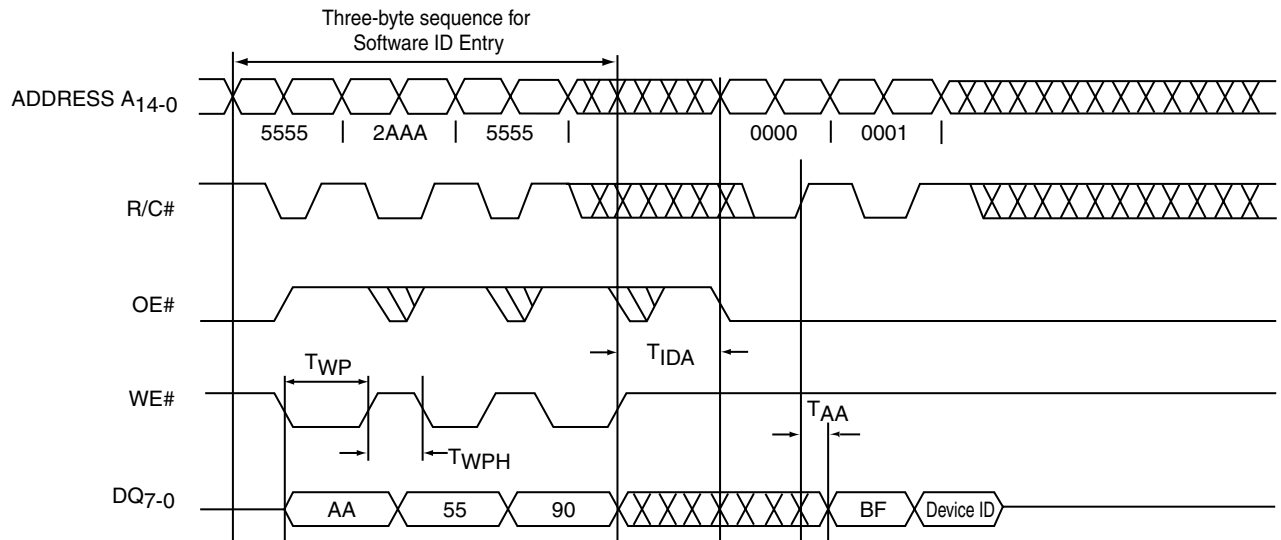 Three-byte sequence for
Software ID Entry
ADDRESS A14-0
5555 | 2AAA | 5555 |
0000 | 0001 |
R/C#
OE#
TIDA
TWP
WE#
TAA
TWPH
DQ7-0
AA 55 90 BF Device ID